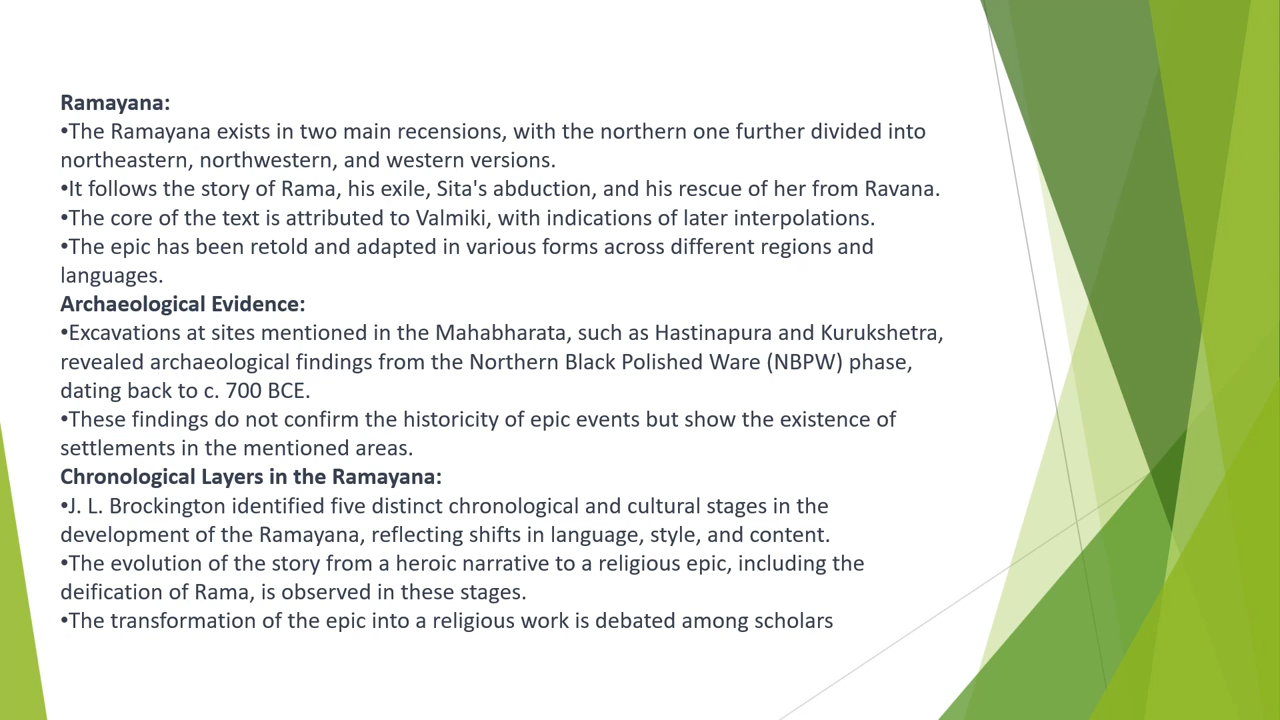 Ramayana:
•The Ramayana exists in two main recensions, with the northern one further divided into
northeastern, northwestern, and western versions.
•It follows the story of Rama, his exile, Sita's abduction, and his rescue of her from Ravana.
•The core of the text is attributed to Valmiki, with indications of later interpolations.
•The epic has been retold and adapted in various forms across different regions and
languages.
Archaeological Evidence:
•Excavations at sites mentioned in the Mahabharata, such as Hastinapura and Kurukshetra,
revealed archaeological findings from the Northern Black Polished Ware (NBPW) phase,
dating back to c. 700 BCE.
•These findings do not confirm the historicity of epic events but show the existence of
settlements in the mentioned areas.
Chronological Layers in the Ramayana:
•J. L. Brockington identified five distinct chronological and cultural stages in the
development of the Ramayana, reflecting shifts in language, style, and content.
•The evolution of the story from a heroic narrative to a religious epic, including the
deification of Rama, is observed in these stages.
•The transformation of the epic into a religious work is debated among scholars